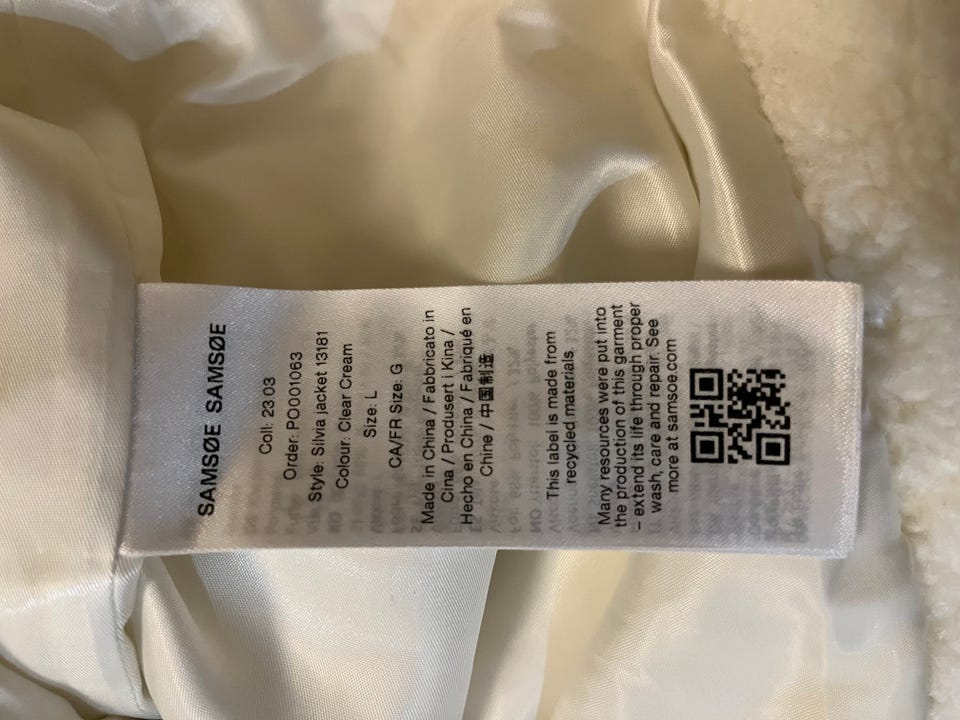 SAMSØE SAMSØE
Coll: 23 03
Order: PO001063
Style: Silvia jacket 13181
Colour: Clear Cream
Size: L
CA/FR Size: G
Made in China / Fabbricato in
Cina / Produsert i Kina /
Hecho en China / Fabriqué en
Chine / 中国制造
This label is made from
recycled materials.
Many resources were put into
the production of this garment
– extend its life through proper
wash, care and repair. See
more at samsoe.com